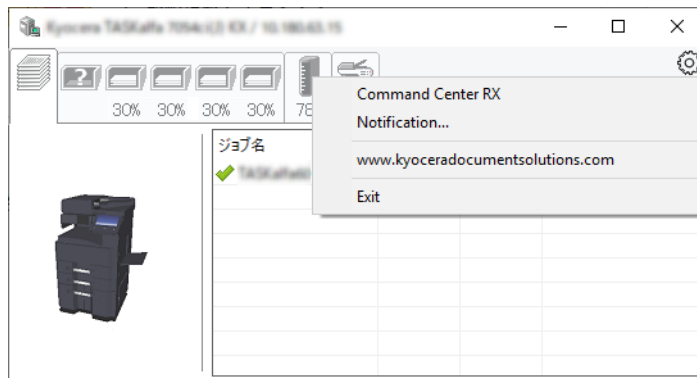 30% 30% 30% 30% 78
Command Center RX
Notification...
www.kyoceradocumentsolutions.com
Exit
ジョブ名